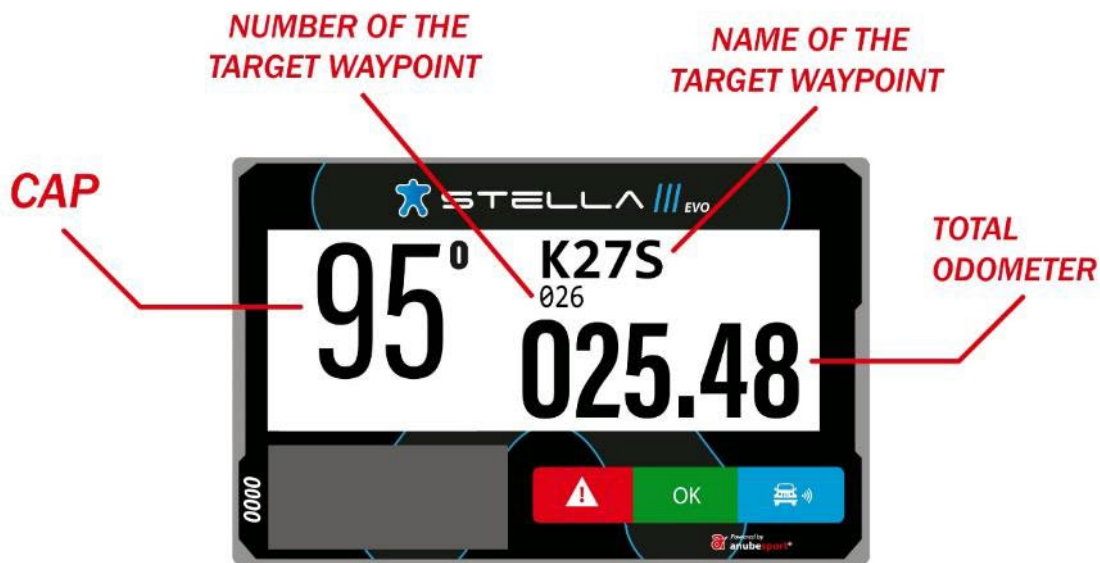 NUMBER OF THE
TARGET WAYPOINT
NAME OF THE
TARGET WAYPOINT
CAP
STELLA III EVO
95°
K27S
026
025.48
TOTAL
ODOMETER
0000
OK
Powered by
anubesport®